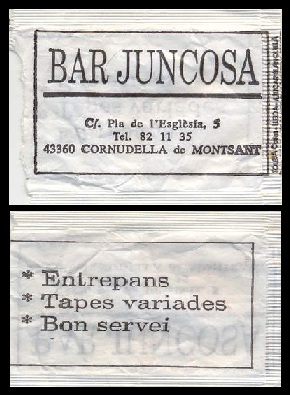 BAR JUNCOSA
C/. Pla de l'Església, 5
Tel. 82 11 35
43360 CORNUDELLA de MONTSANT
* Entrepans
* Tapes variades
* Bon servei